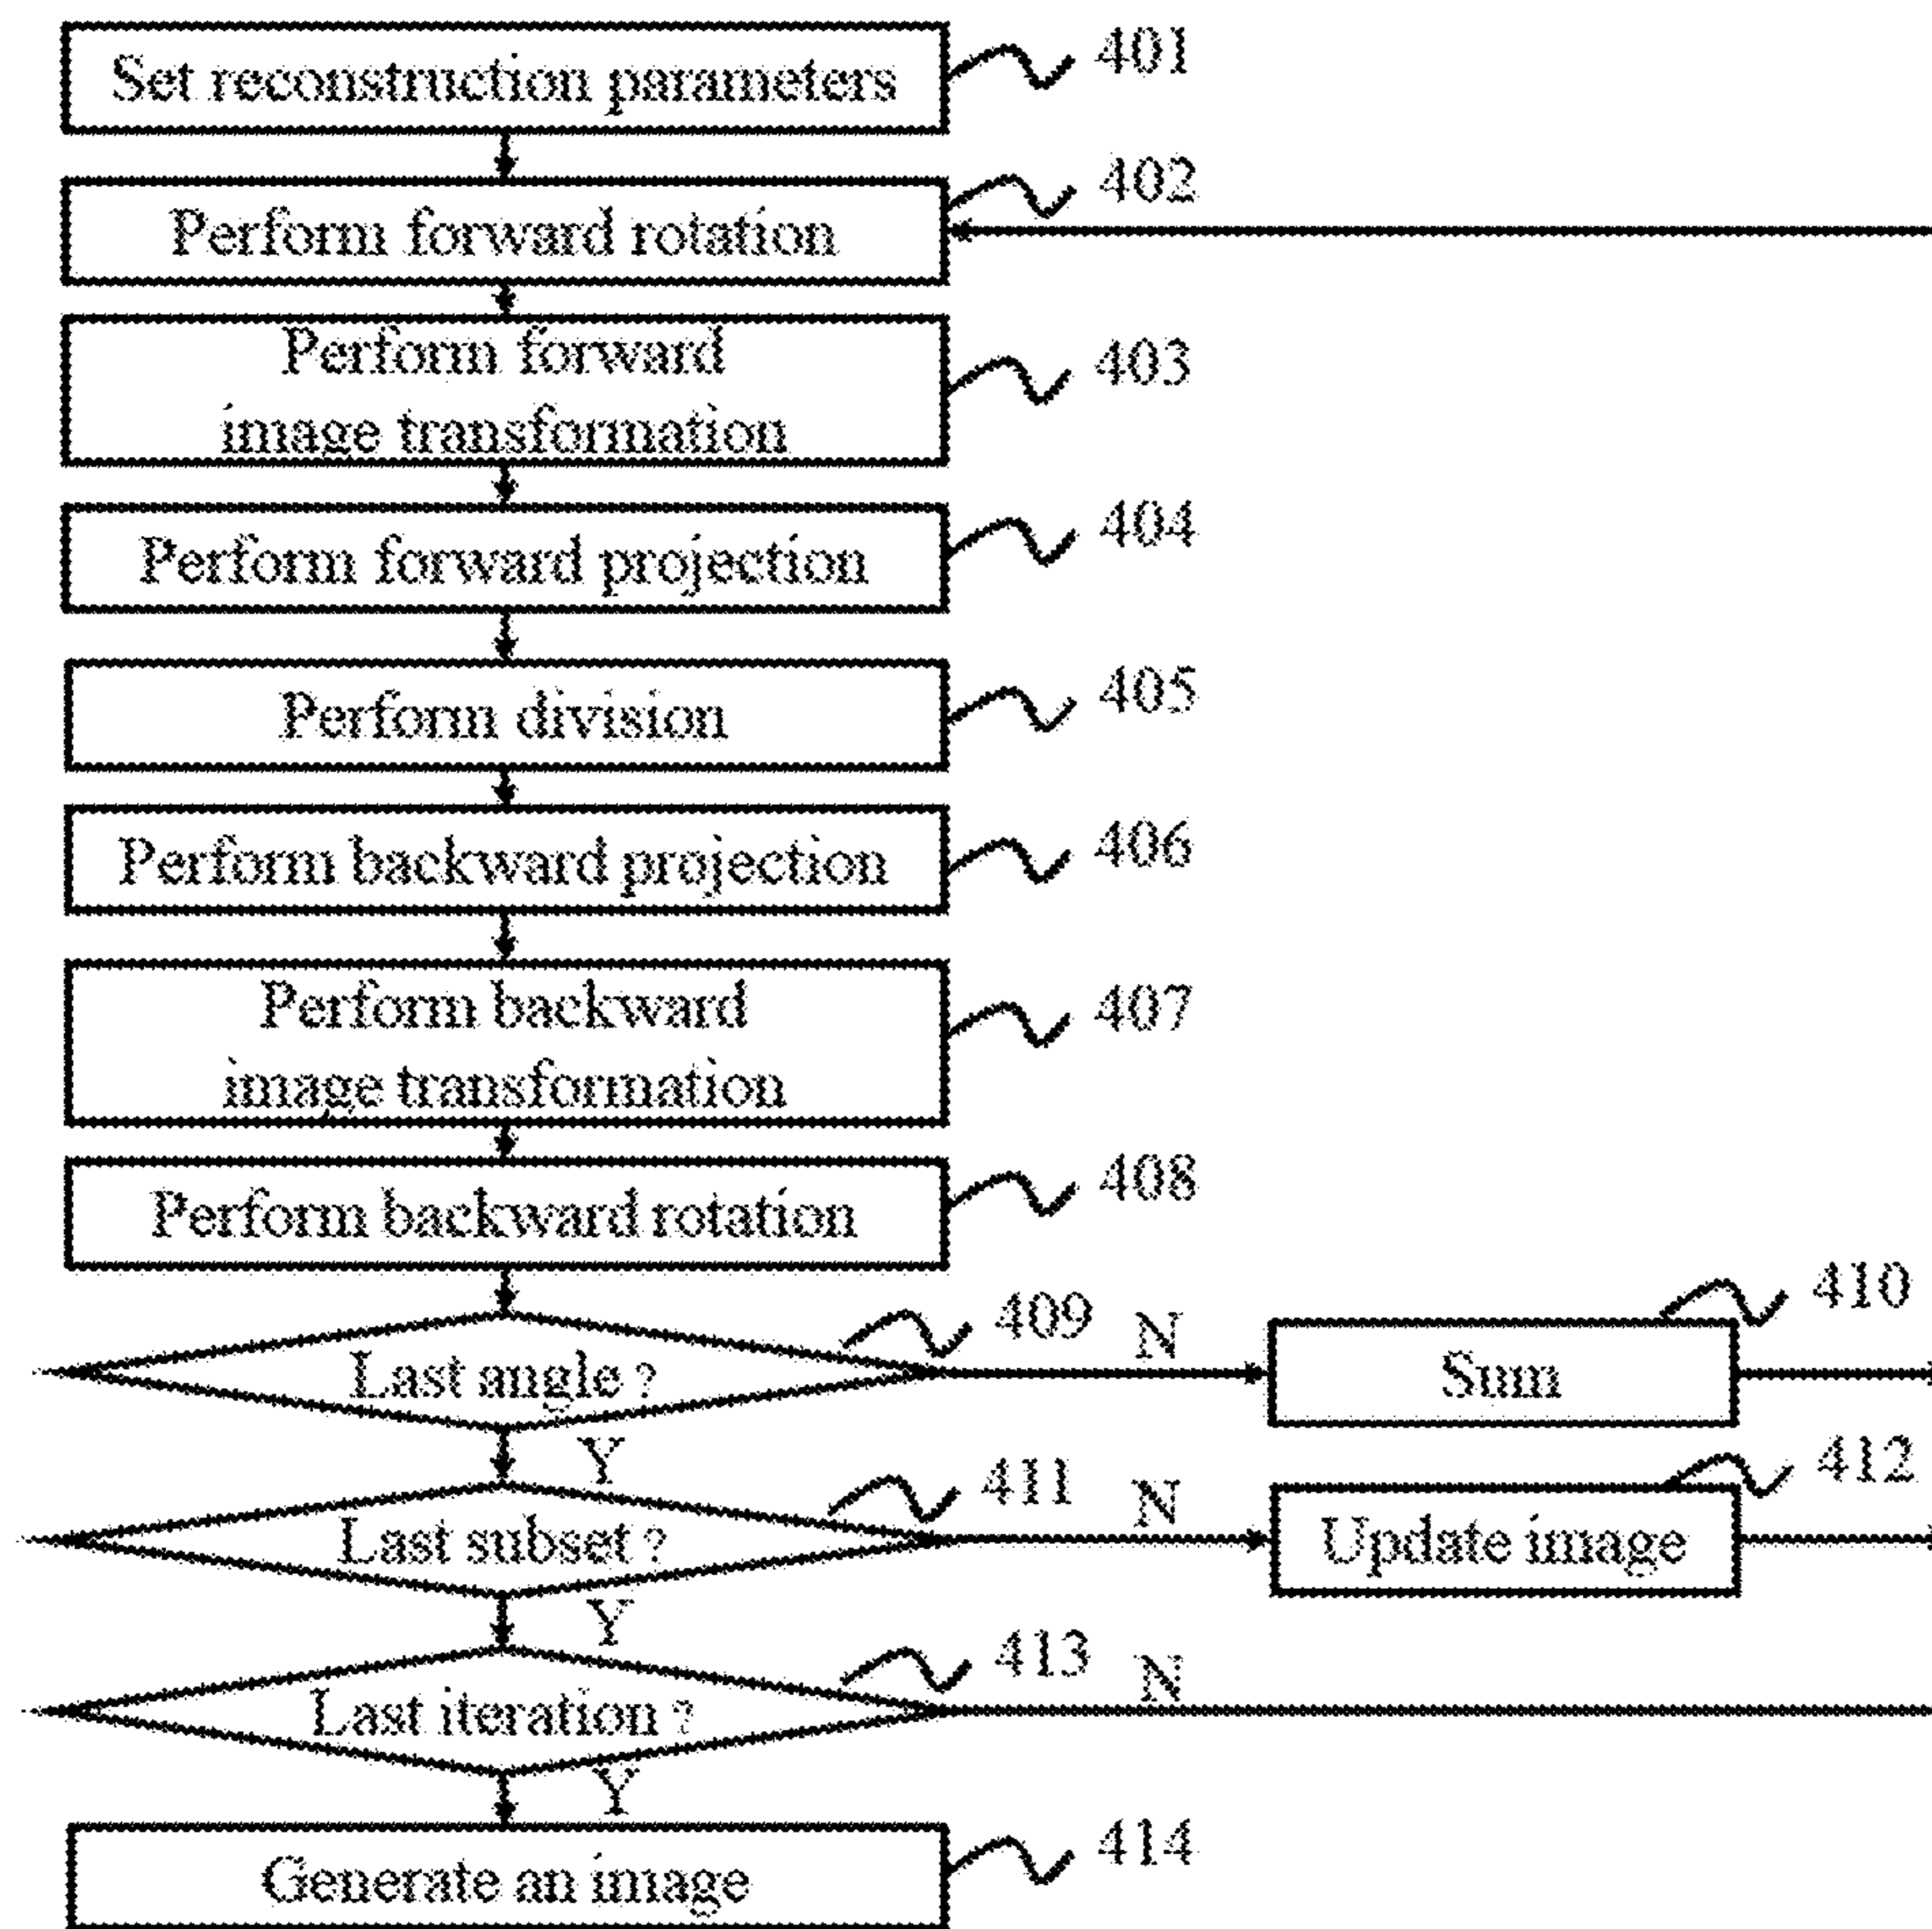 Set reconstruction parameters
401
Perform forward rotation
402
Perform forward
image transformation
403
Perform forward projection
404
Perform division
405
Perform backward projection
406
Perform backward
image transformation
407
Perform backward rotation
408
Last angle ?
409
N
Sum
410
Y
Last subset ?
411
N
Update image
412
Y
Last iteration ?
413
N
Y
Generate an image
414